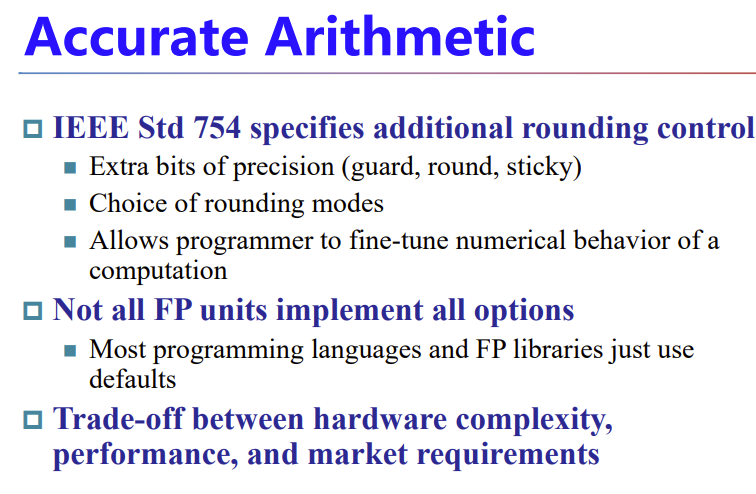 Accurate Arithmetic
IEEE Std 754 specifies additional rounding control
Extra bits of precision (guard, round, sticky)
Choice of rounding modes
Allows programmer to fine-tune numerical behavior of a
computation
Not all FP units implement all options
Most programming languages and FP libraries just use
defaults
Trade-off between hardware complexity,
performance, and market requirements